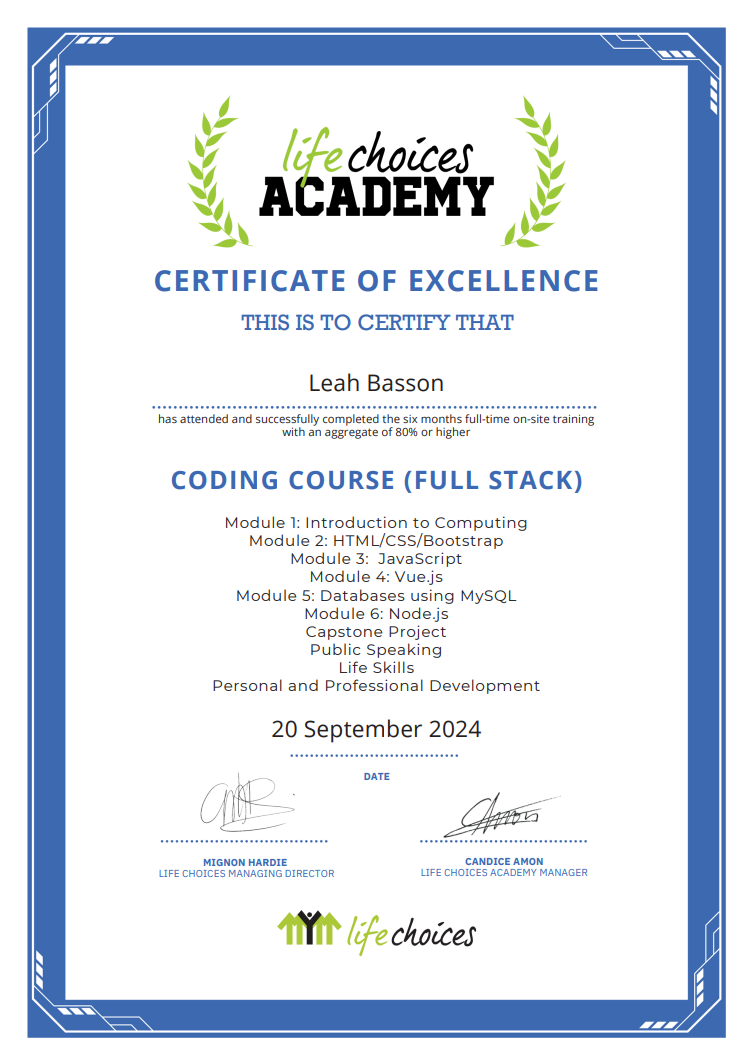 life choices
ACADEMY
CERTIFICATE OF EXCELLENCE
THIS IS TO CERTIFY THAT
Leah Basson
has attended and successfully completed the six months full-time on-site training
with an aggregate of 80% or higher
CODING COURSE (FULL STACK)
Module 1: Introduction to Computing
Module 2: HTML/CSS/Bootstrap
Module 3: JavaScript
Module 4: Vue.js
Module 5: Databases using MySQL
Module 6: Node.js
Capstone Project
Public Speaking
Life Skills
Personal and Professional Development
20 September 2024
DATE
MIGNON HARDIE
LIFE CHOICES MANAGING DIRECTOR
CANDICE AMON
LIFE CHOICES ACADEMY MANAGER
life choices